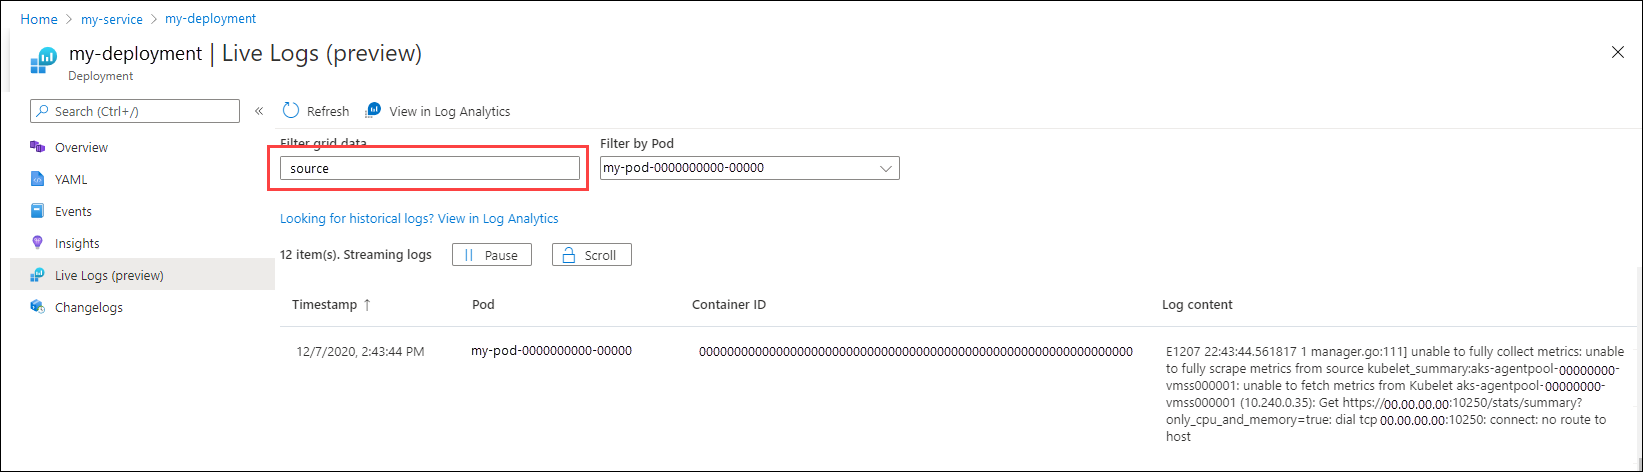 Home > my-service > my-deployment
my-deployment | Live Logs (preview)
Deployment
Search (Ctrl+/)
«
Refresh
View in Log Analytics
Overview
YAML
Events
Insights
Live Logs (preview)
Changelogs
Filter grid data
Filter by Pod
source
my-pod-0000000000-00000
Looking for historical logs? View in Log Analytics
12 item(s). Streaming logs
Pause
Scroll
Timestamp ↑
Pod
Container ID
Log content
12/7/2020, 2:43:44 PM
my-pod-0000000000-00000
0000000000000000000000000000000000000000000000000000000000000000
E1207 22:43:44.561817 1 manager.go:111] unable to fully collect metrics: unable
to fully scrape metrics from source kubelet_summary:aks-agentpool-00000000-
vmss000001: unable to fetch metrics from Kubelet aks-agentpool-00000000-
vmss000001 (10.240.0.35): Get https://00.00.00.00:10250/stats/summary?
only_cpu_and_memory=true: dial tcp 00.00.00.00:10250: connect: no route to
host